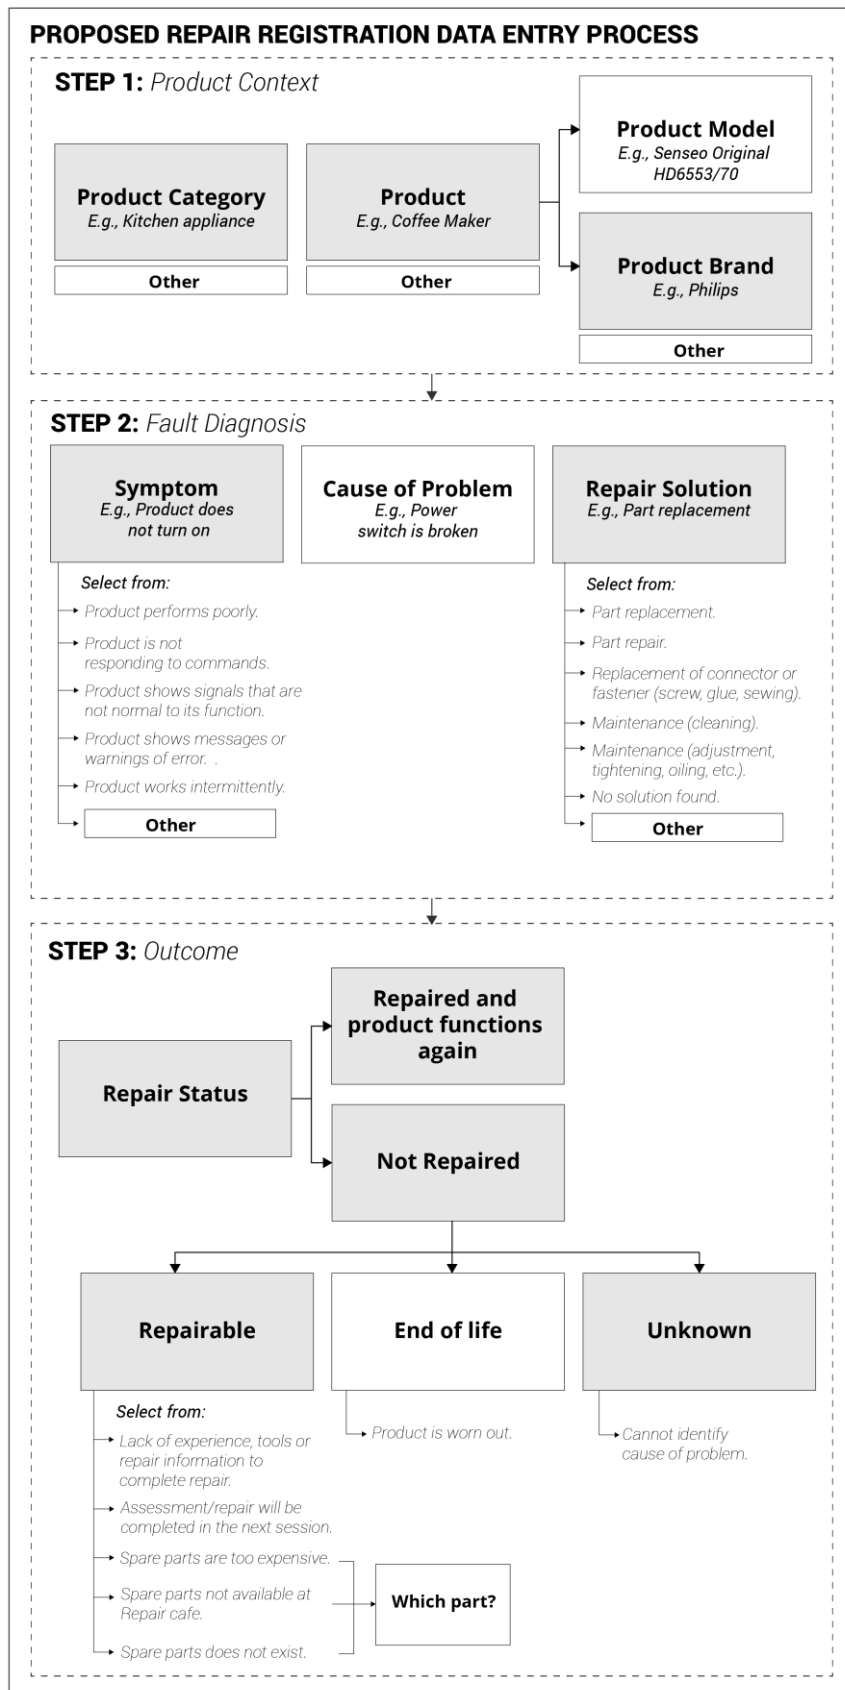 PROPOSED REPAIR REGISTRATION DATA ENTRY PROCESS
STEP 1: Product Context
Product Category
E.g., Kitchen appliance
Other
Product
E.g., Coffee Maker
Other
Product Model
E.g., Senseo Original
HD6553/70
Product Brand
E.g., Philips
Other
STEP 2: Fault Diagnosis
Symptom
E.g., Product does
not turn on
Select from:
Product performs poorly.
Product is not
responding to commands.
Product shows signals that are
not normal to its function.
Product shows messages or
warnings of error. .
Product works intermittently.
Other
Cause of Problem
E.g., Power
switch is broken
Repair Solution
E.g., Part replacement
Select from:
Part replacement.
Part repair.
Replacement of connector or
fastener (screw, glue, sewing).
Maintenance (cleaning).
Maintenance (adjustment,
tightening, oiling, etc.).
No solution found.
Other
STEP 3: Outcome
Repair Status
Repaired and
product functions
again
Not Repaired
Repairable
Select from:
Lack of experience, tools or
repair information to
complete repair.
Assessment/repair will be
completed in the next session.
Spare parts are too expensive.
Spare parts not available at
Repair cafe.
Spare parts does not exist.
Which part?
End of life
Product is worn out.
Unknown
Cannot identify
cause of problem.